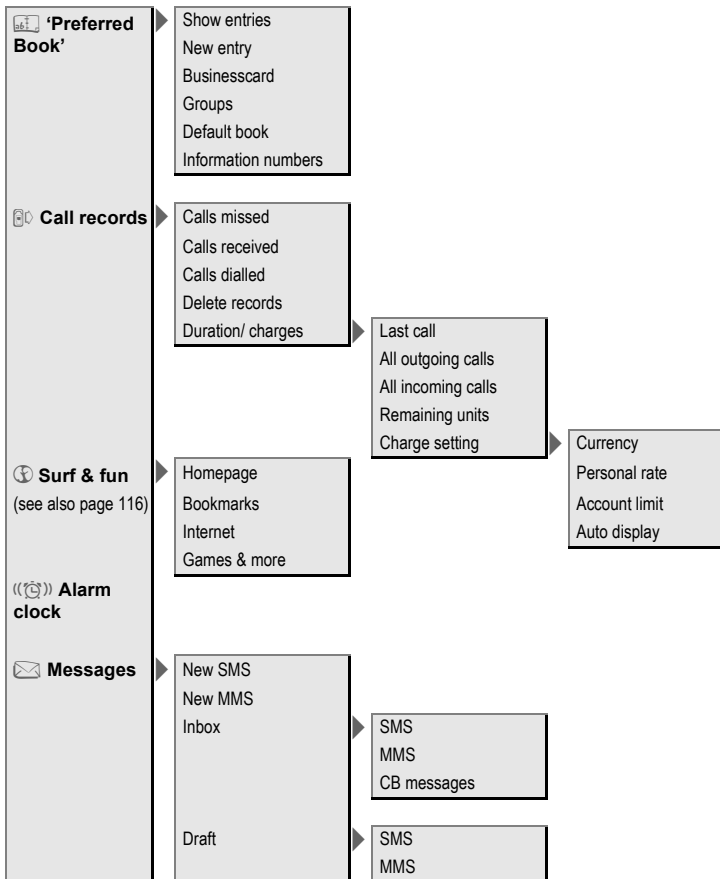 ‘Preferred
Book’
Show entries
New entry
Businesscard
Groups
Default book
Information numbers
Call records
Calls missed
Calls received
Calls dialled
Delete records
Duration/ charges
Last call
All outgoing calls
All incoming calls
Remaining units
Charge setting
Currency
Personal rate
Account limit
Auto display
Surf & fun
(see also page 116)
Homepage
Bookmarks
Internet
Games & more
Alarm
clock
Messages
New SMS
New MMS
Inbox
SMS
MMS
CB messages
Draft
SMS
MMS